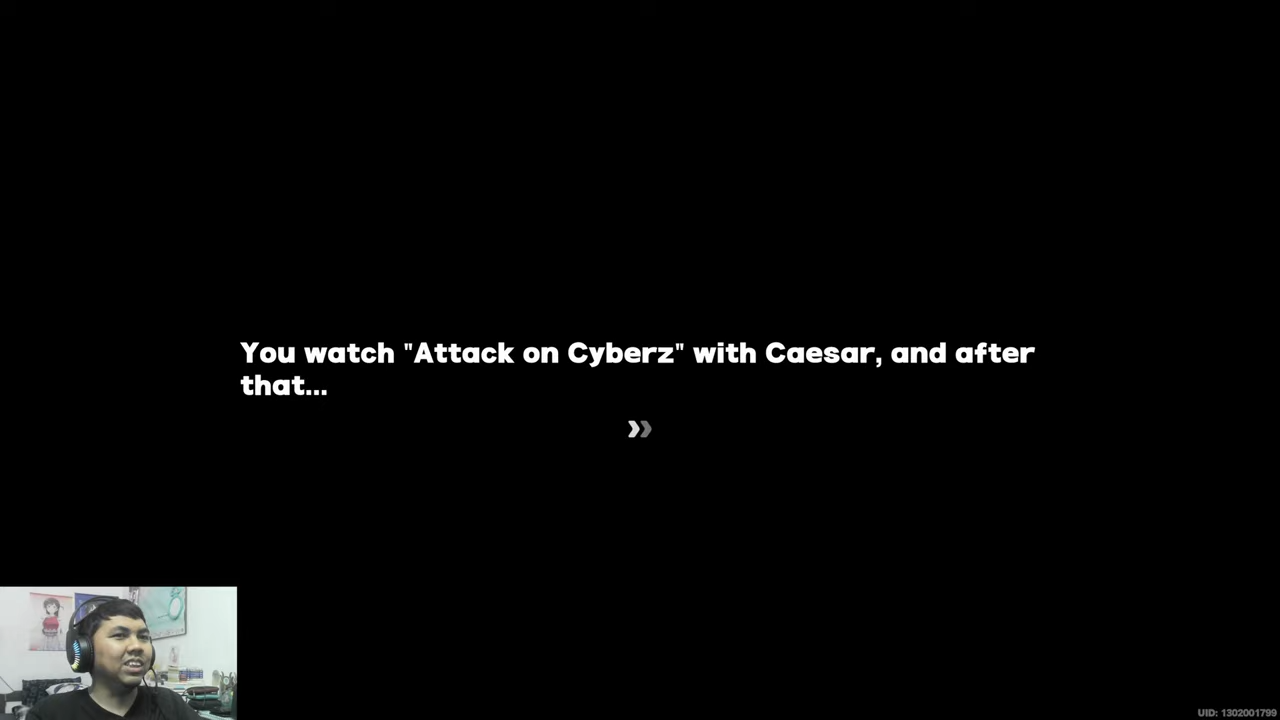 You watch "Attack on Cyberz" with Caesar, and after
that...
UID: 1302001799